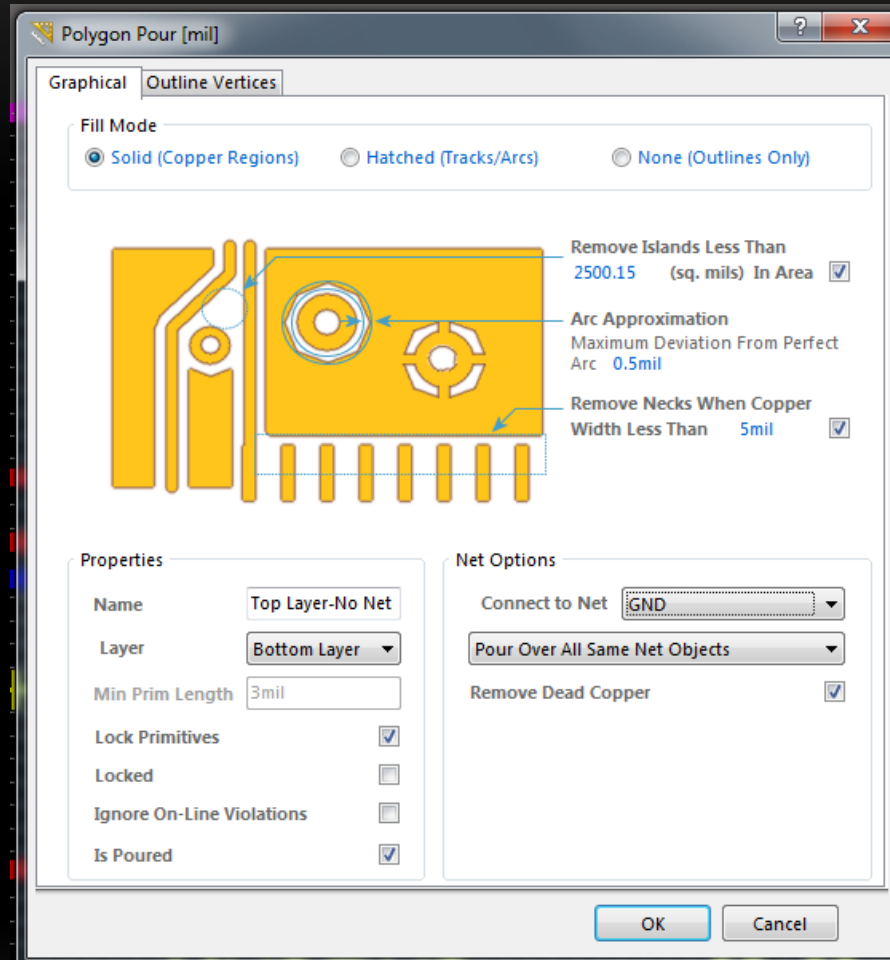 Polygon Pour [mil]
?
Graphical
Outline Vertices
Fill Mode
Solid (Copper Regions)
Hatched (Tracks/Arcs)
None (Outlines Only)
Remove Islands Less Than
2500.15 (sq. mils) In Area
Arc Approximation
Maximum Deviation From Perfect
Arc 0.5mil
Remove Necks When Copper
Width Less Than 5mil
Properties
Name Top Layer-No Net
Layer Bottom Layer
Min Prim Length 3mil
Lock Primitives
Locked
Ignore On-Line Violations
Is Poured
Net Options
Connect to Net GND
Pour Over All Same Net Objects
Remove Dead Copper
OK
Cancel